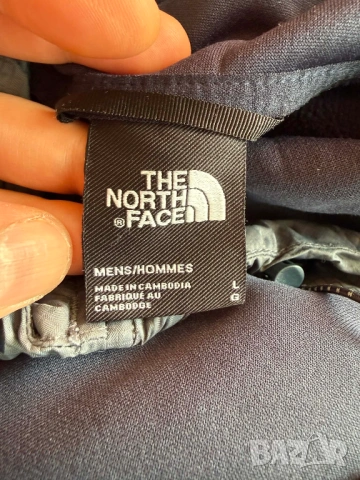 THE
NORTH
FACE
®
MENS/HOMMES
MADE IN CAMBODIA L
FABRIQUÉ AU G
CAMBODGE
BAZAR